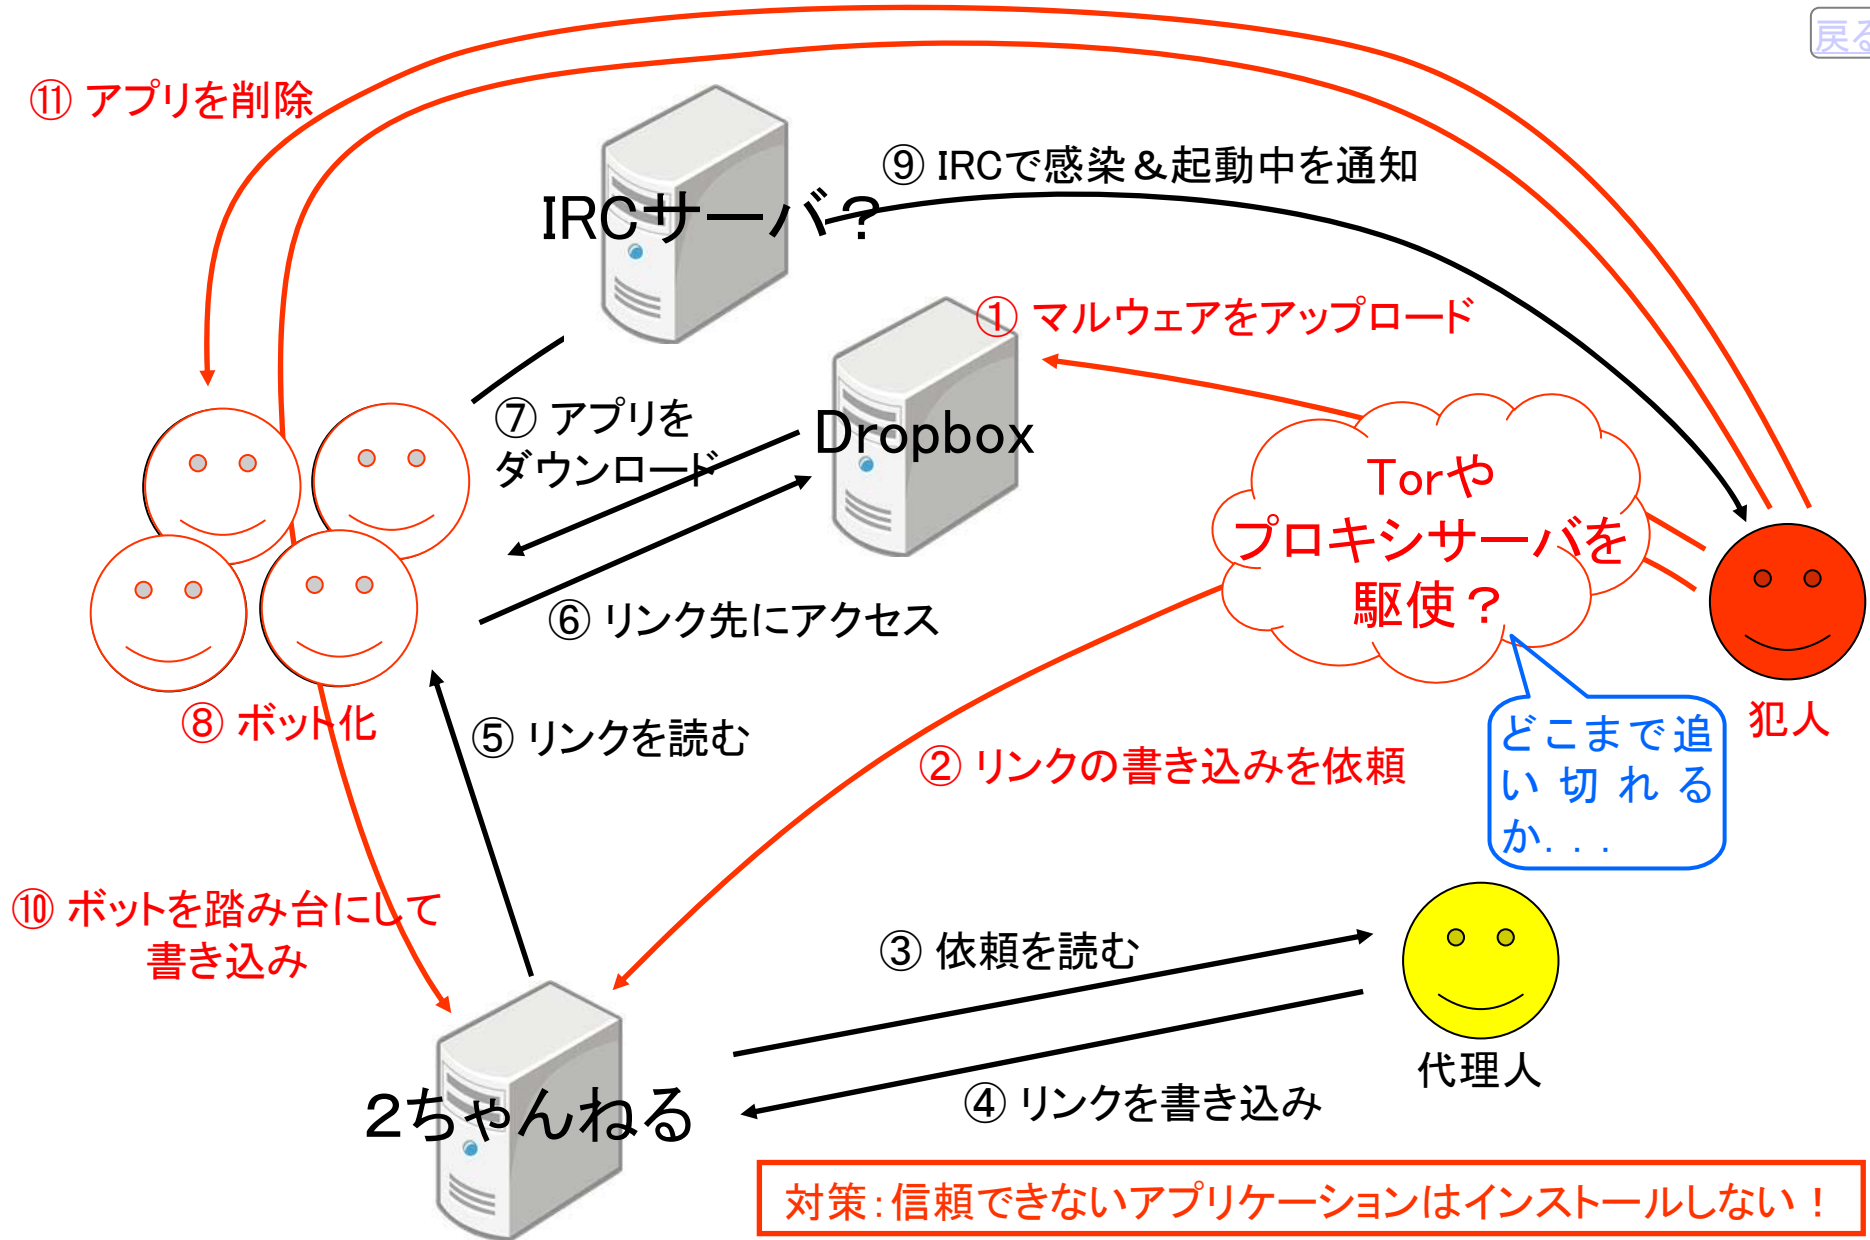 戻る
⑪ アプリを削除
⑨ IRCで感染＆起動中を通知
IRCサーバ？
① マルウェアをアップロード
⑦ アプリを
ダウンロード
Dropbox
Torや
プロキシサーバを
駆使？
⑥ リンク先にアクセス
⑧ ボット化
⑤ リンクを読む
② リンクの書き込みを依頼
どこまで追
い切れる
か...
犯人
⑩ ボットを踏み台にして
書き込み
③ 依頼を読む
代理人
④ リンクを書き込み
２ちゃんねる
対策：信頼できないアプリケーションはインストールしない！